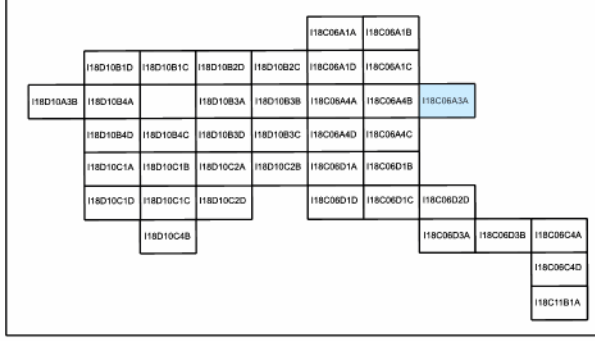 I18C06A1A I18C06A1B
I18D10B1D I18D10B1C I18D10B2D I18D10B2C I18C06A1D I18C06A1C
I18D10A3B I18D10B4A I18D10B3A I18D10B3B I18C06A4A I18C06A4B I18C06A3A
I18D10B4D I18D10B4C I18D10B3D I18D10B3C I18C06A4D I18C06A4C
I18D10C1A I18D10C1B I18D10C2A I18D10C2B I18C06D1A I18C06D1B
I18D10C1D I18D10C1C I18D10C2D I18C06D1D I18C06D1C I18C06D2D
I18D10C4B I18C06D3A I18C06D3B I18C06C4A
I18C06C4D
I18C11B1A